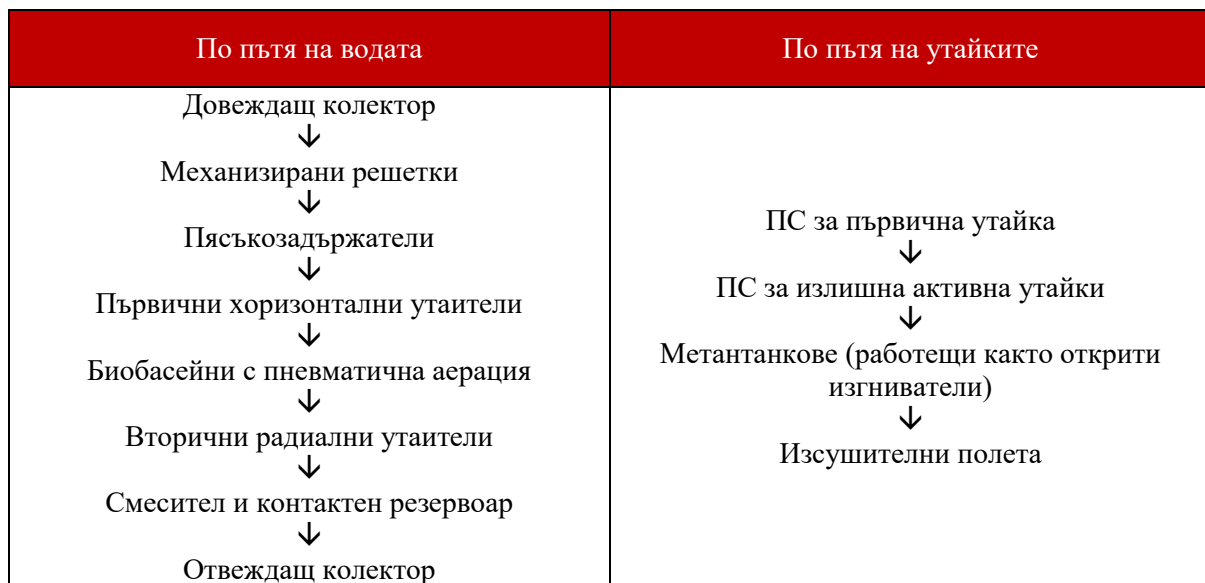 По пътя на водата
По пътя на утайките
Довеждащ колектор
↓
Механизирани решетки
↓
Пясъкозадържатели
↓
Първични хоризонтални утаители
↓
Биобасейни с пневматична аерация
↓
Вторични радиални утаители
↓
Смесител и контактен резервоар
↓
Отвеждащ колектор
ПС за първична утайка
↓
ПС за излишна активна утайки
↓
Метантанкове (работещи както открити
изгниватели)
↓
Изсушителни полета